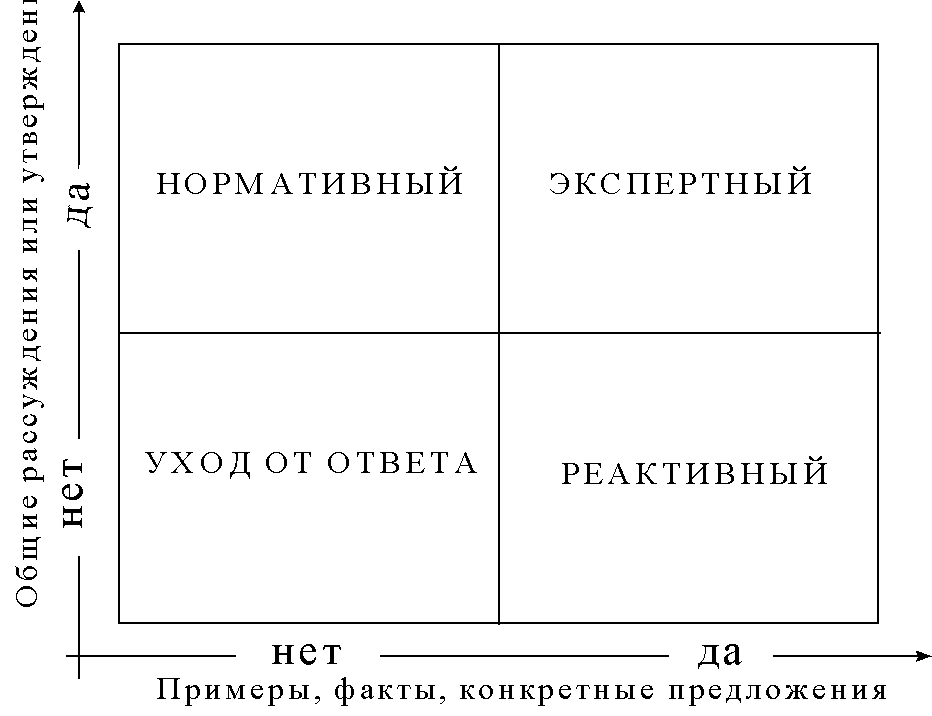 Общие рассуждения или утвержден
да
нет
НОРМАТИВНЫЙ
ЭКСПЕРТНЫЙ
УХОД ОТ ОТВЕТА
РЕАКТИВНЫЙ
нет
да
Примеры, факты, конкретные предложения